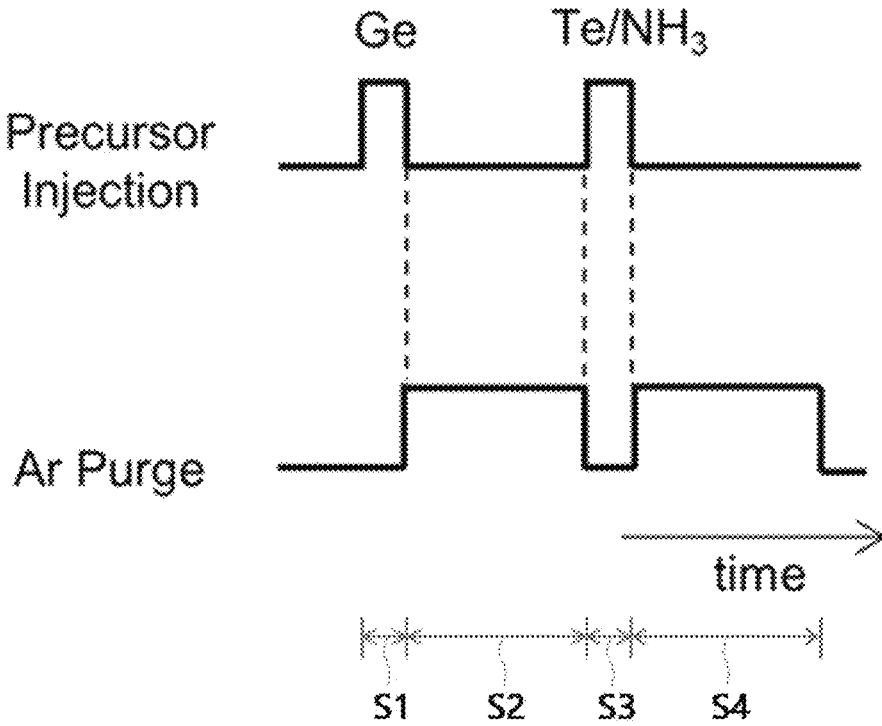 Ge
Te/NH₃
Precursor
Injection
Ar Purge
time
S1
S2
S3
S4